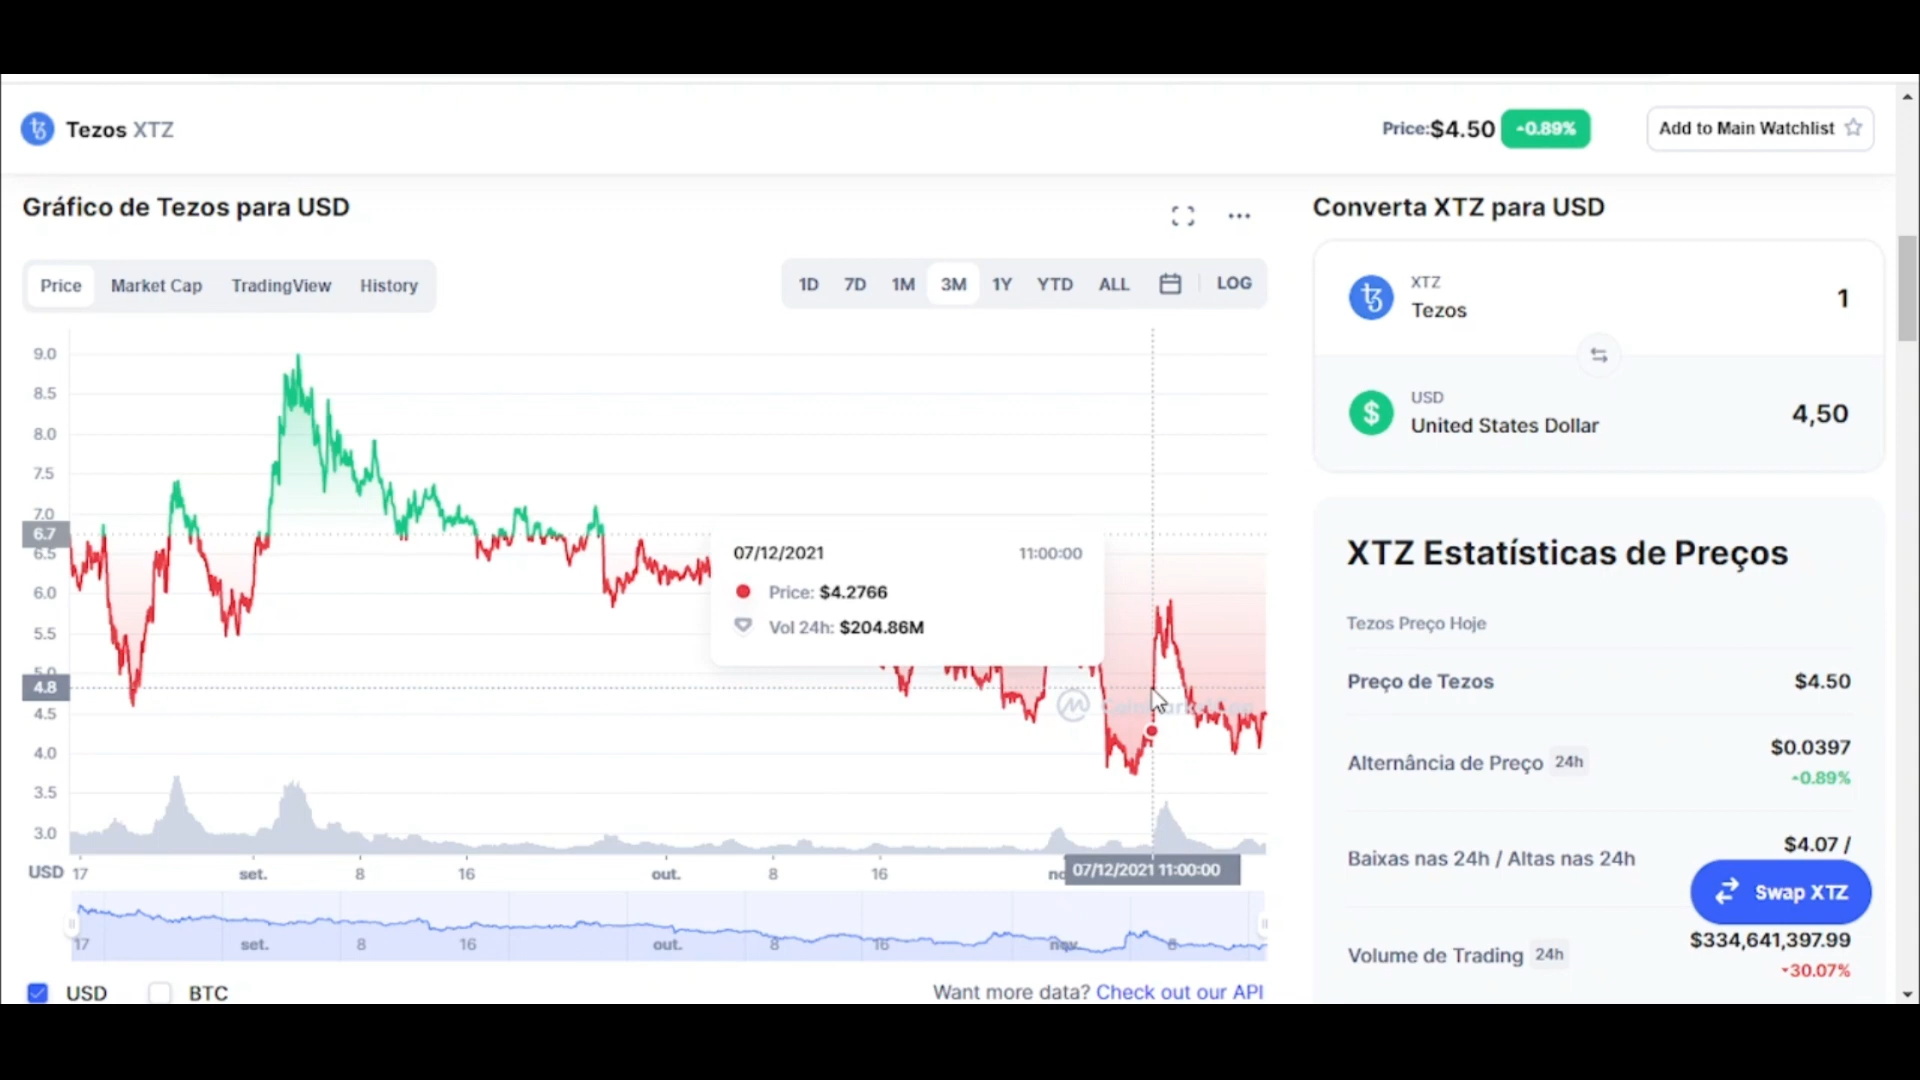 Tezos XTZ
Price:$4.50
0.89%
Add to Main Watchlist
Gráfico de Tezos para USD
Converta XTZ para USD
Price Market Cap TradingView History
1D 7D 1M 3M 1Y YTD ALL LOG
XTZ
Tezos
1
USD
United States Dollar
4,50
9.0
8.5
8.0
7.5
7.0
6.7
6.5
6.0
5.5
5.0
4.8
4.5
4.0
3.5
3.0
07/12/2021 11:00:00
Price: $4.2766
Vol 24h: $204.86M
USD 17 set. 8 16 out. 8 16
07/12/2021 11:00:00
17 set. 8 16 out. 8 16 nov. 8
USD BTC
Want more data? Check out our API
XTZ Estatísticas de Preços
Tezos Preço Hoje
Preço de Tezos $4.50
Alternância de Preço 24h $0.0397
0.89%
Baixas nas 24h / Altas nas 24h $4.07 /
Swap XTZ
Volume de Trading 24h $334,641,397.99
30.07%